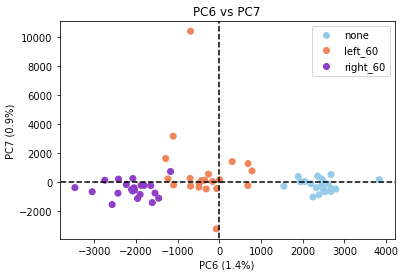 PC6 vs PC7
none
left_60
right_60
PC7 (0.9%)
10000
8000
6000
4000
2000
0
−2000
−3000 −2000 −1000 0 1000 2000 3000 4000
PC6 (1.4%)